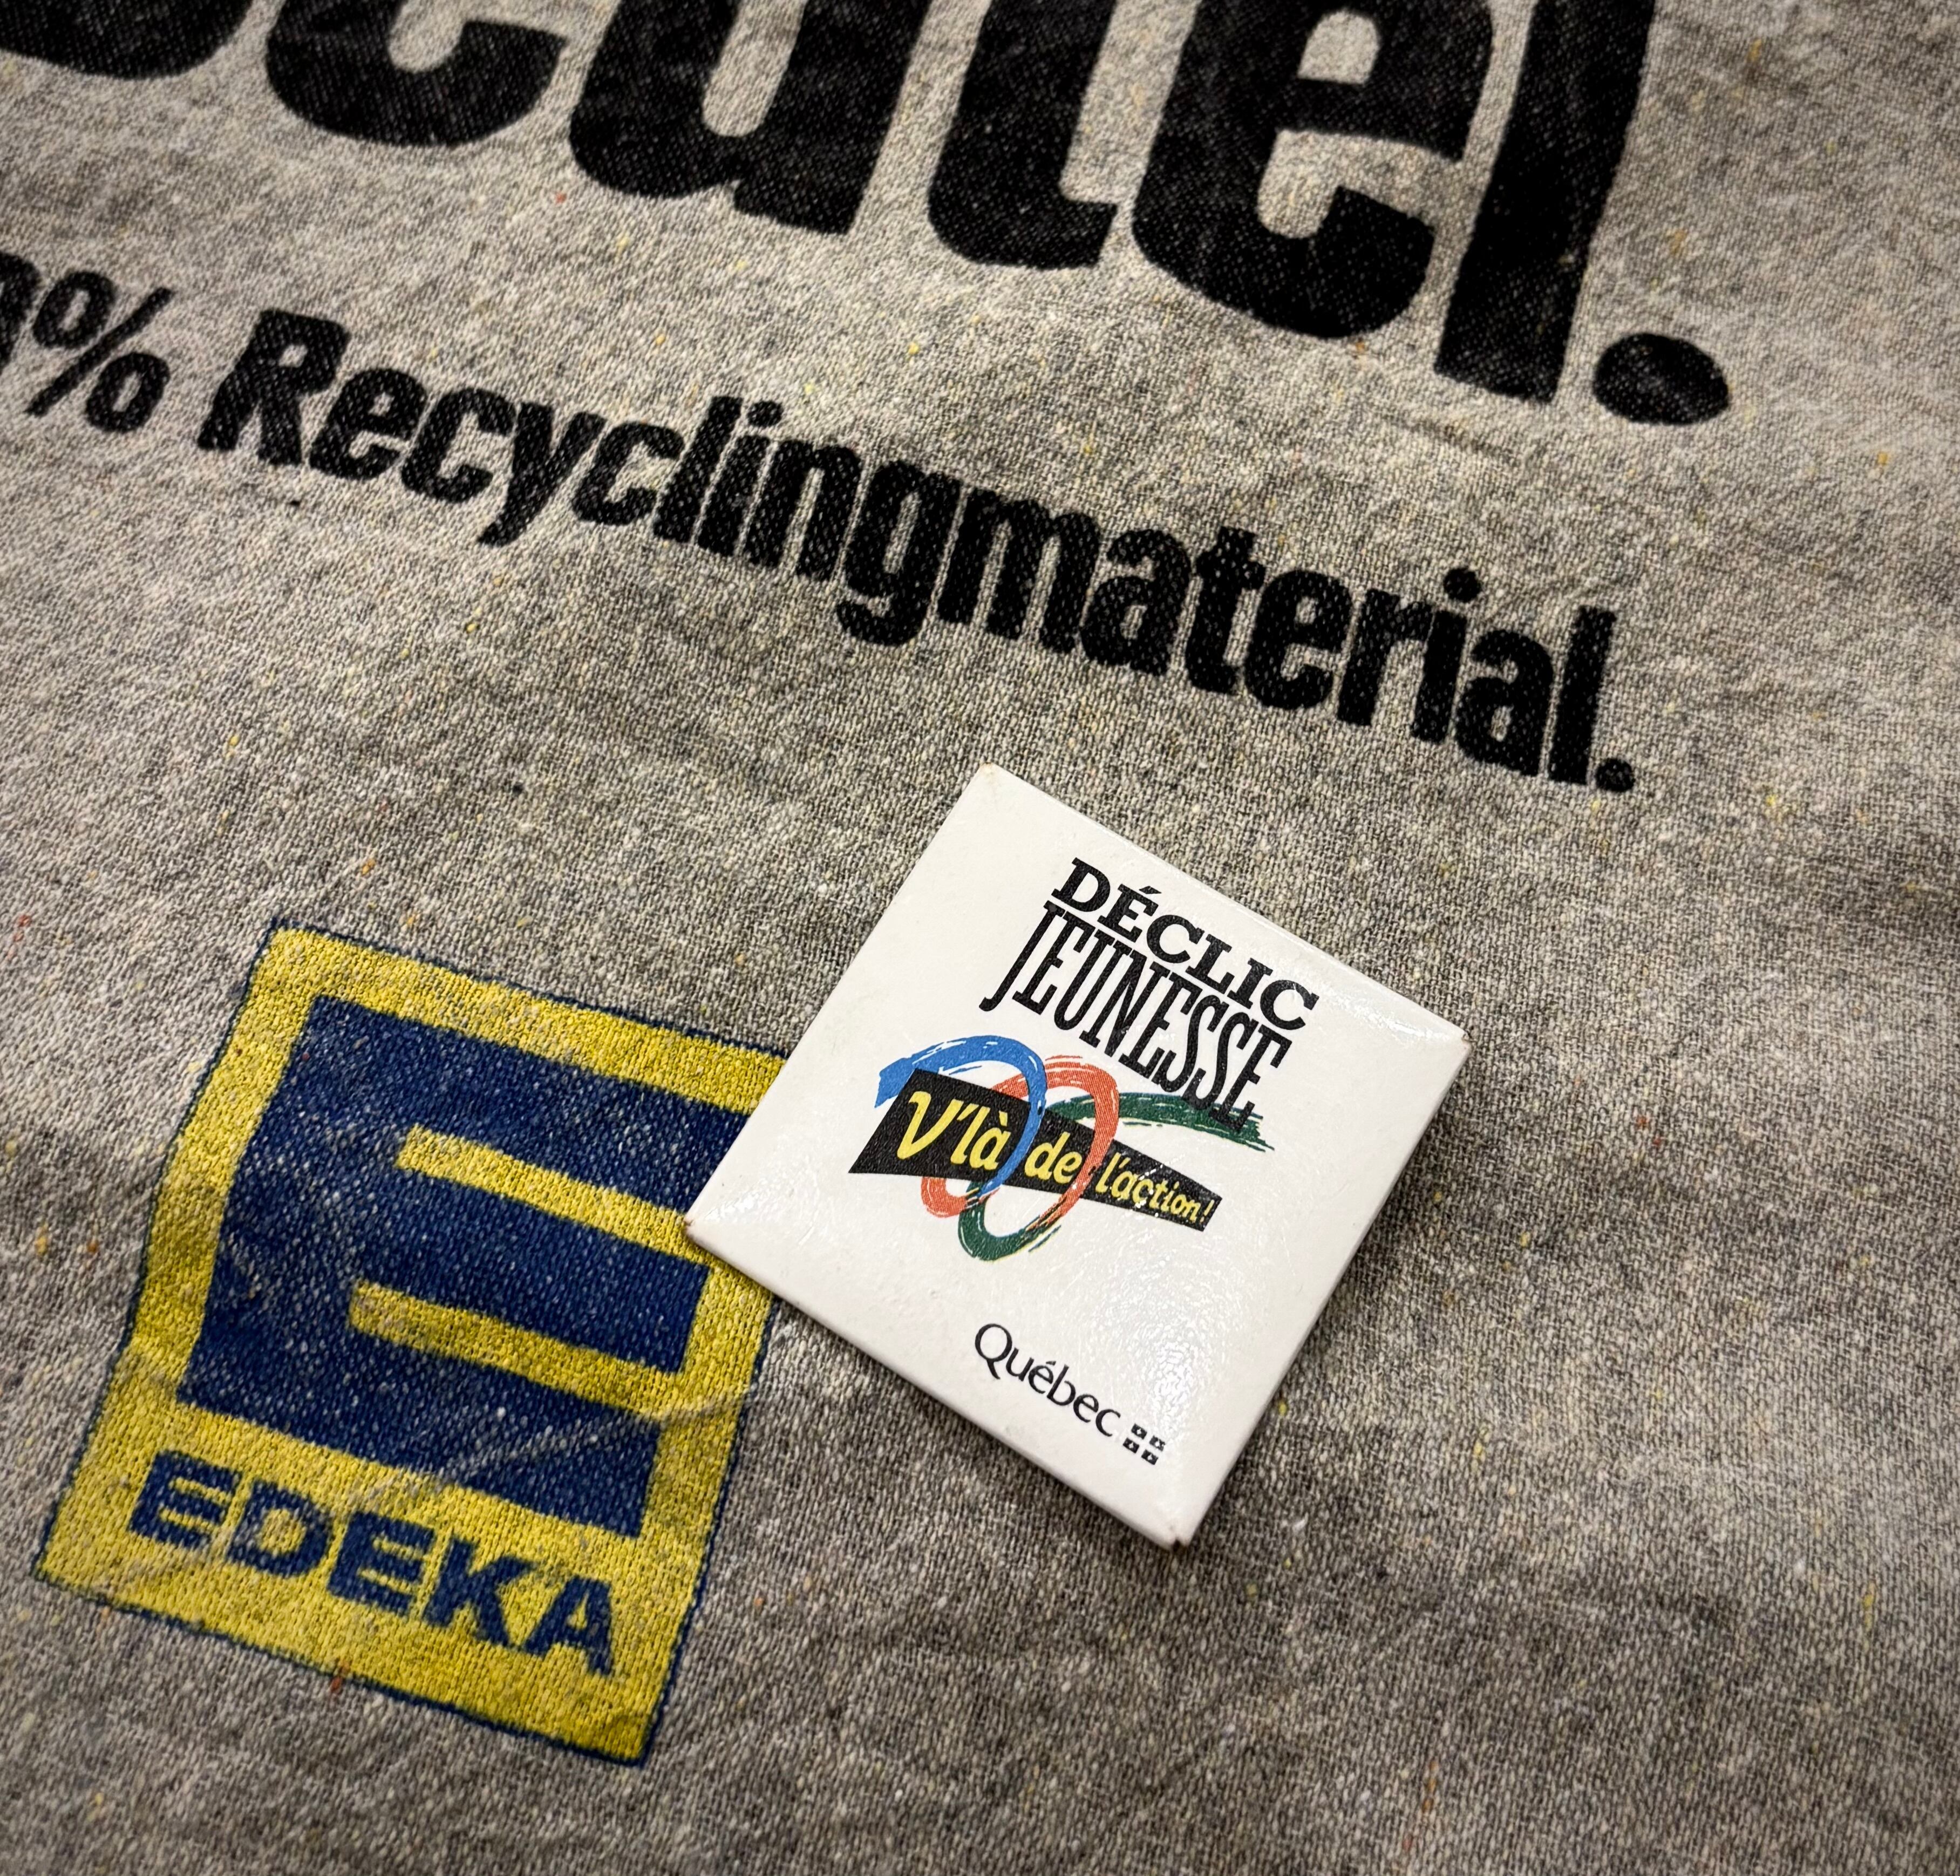 % Recyclingmaterial.
DÉCLIC
JEUNESSE
V'là de l'action!
Québec
E
EDEKA